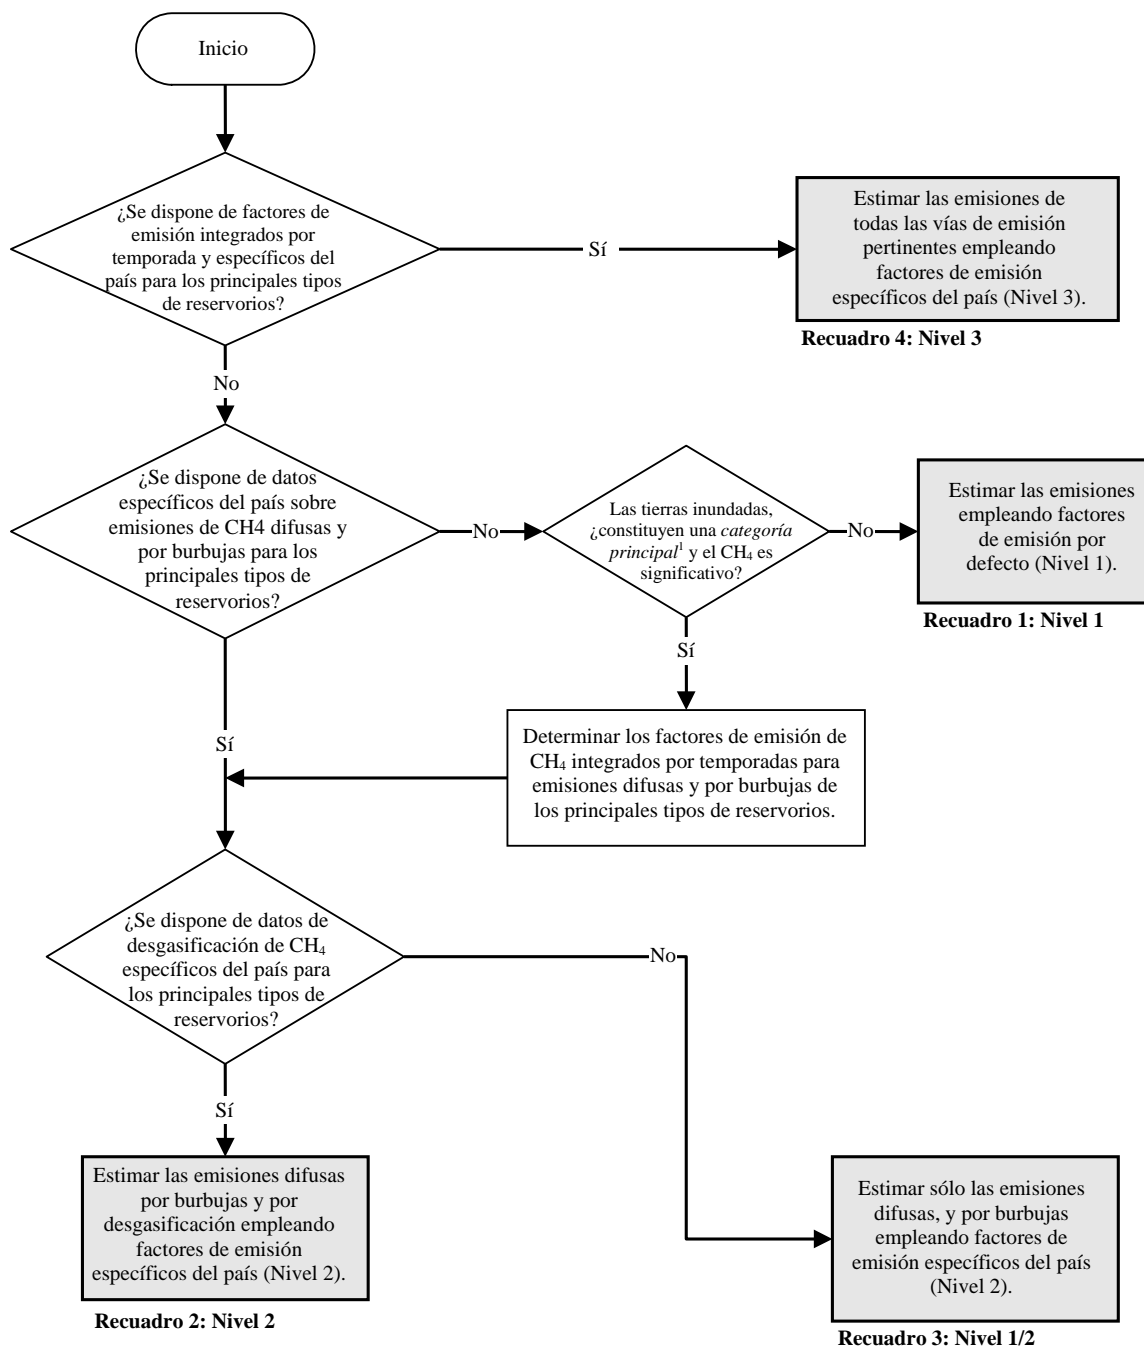 Inicio
¿Se dispone de factores de
emisión integrados por
temporada y específicos del
país para los principales tipos
de reservorios?
Sí
Estimar las emisiones de
todas las vías de emisión
pertinentes empleando
factores de emisión
específicos del país (Nivel 3).
Recuadro 4: Nivel 3
No
¿Se dispone de datos
específicos del país sobre
emisiones de CH4 difusas y
por burbujas para los
principales tipos de
reservorios?
No
Las tierras inundadas,
¿constituyen una categoría
principal¹ y el CH₄ es
significativo?
No
Estimar las emisiones
empleando factores
de emisión por
defecto (Nivel 1).
Recuadro 1: Nivel 1
Sí
Determinar los factores de emisión de
CH₄ integrados por temporadas para
emisiones difusas y por burbujas de
los principales tipos de reservorios.
Sí
¿Se dispone de datos de
desgasificación de CH₄
específicos del país para
los principales tipos de
reservorios?
No
Sí
Estimar las emisiones difusas
por burbujas y por
desgasificación empleando
factores de emisión
específicos del país (Nivel 2).
Recuadro 2: Nivel 2
Estimar sólo las emisiones
difusas, y por burbujas
empleando factores de
emisión específicos del país
(Nivel 2).
Recuadro 3: Nivel 1/2